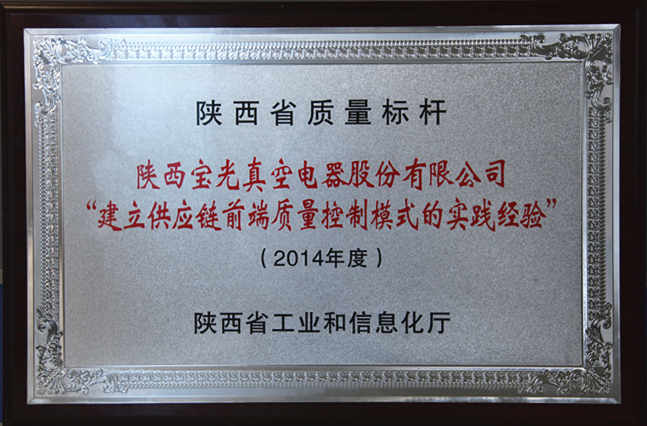 陕西省质量标杆
陕西宝光真空电器股份有限公司
“建立供应链前端质量控制模式的实践经验”
（2014年度）
陕西省工业和信息化厅